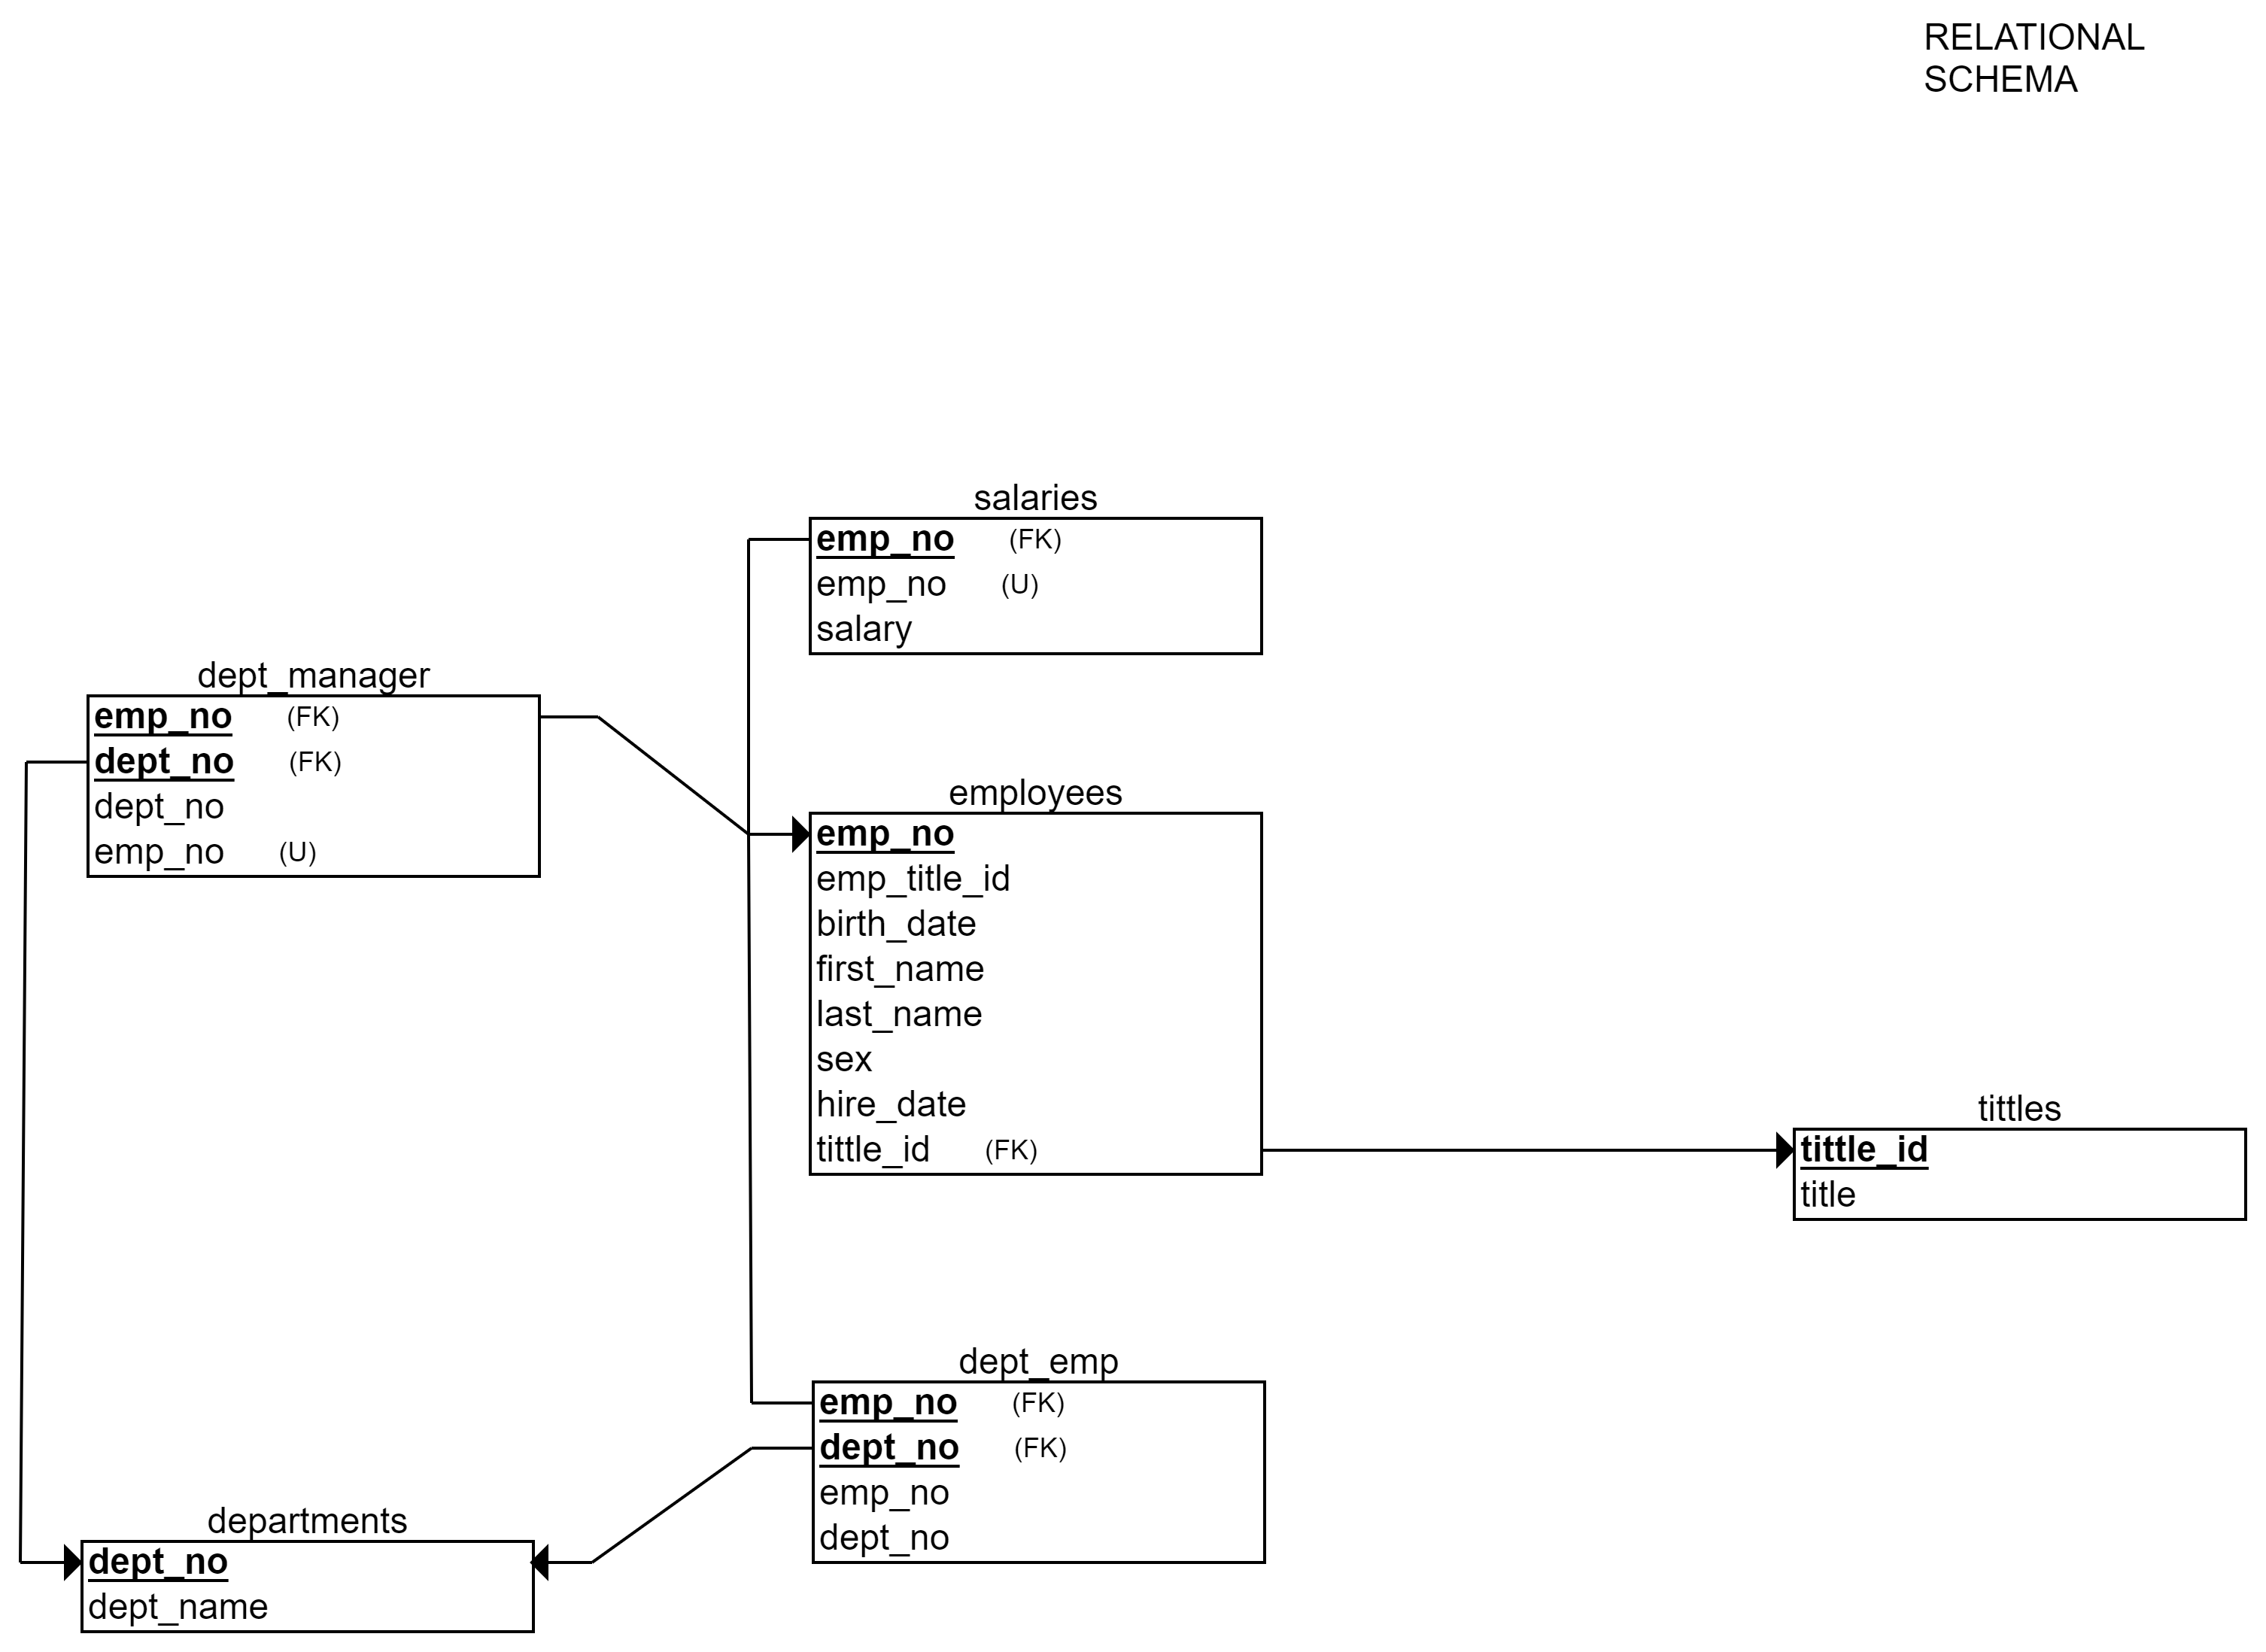 RELATIONAL
SCHEMA
salaries
emp_no (FK)
emp_no (U)
salary
dept_manager
emp_no (FK)
dept_no (FK)
dept_no
emp_no (U)
employees
emp_no
emp_title_id
birth_date
first_name
last_name
sex
hire_date
tittle_id (FK)
tittles
tittle_id
title
dept_emp
emp_no (FK)
dept_no (FK)
emp_no
dept_no
departments
dept_no
dept_name